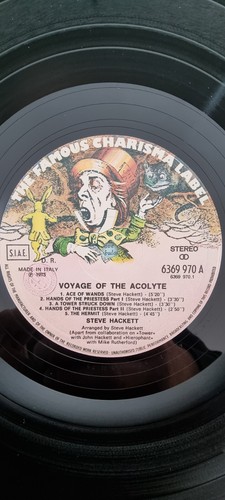 THE FAMOUS CHARISMA LABEL
S.I.A.E.
D.R.
MADE IN ITALY
℗ 1975
STEREO
6369 970 A
6369 970.1
VOYAGE OF THE ACOLYTE
1. ACE OF WANDS (Steve Hackett) - (5'26")
2. HANDS OF THE PRIESTESS Part I (Steve Hackett) - (3'30")
3. A TOWER STRUCK DOWN (Steve Hackett) - (3'30")
4. HANDS OF THE PRIESTESS Part II (Steve Hackett) - (2'50")
5. THE HERMIT (Steve Hackett) - (4'45")
STEVE HACKETT
Arranged by Steve Hackett
(Apart from collaboration on «Tower»
with John Hackett and «Hierophant»
with Mike Rutherford)